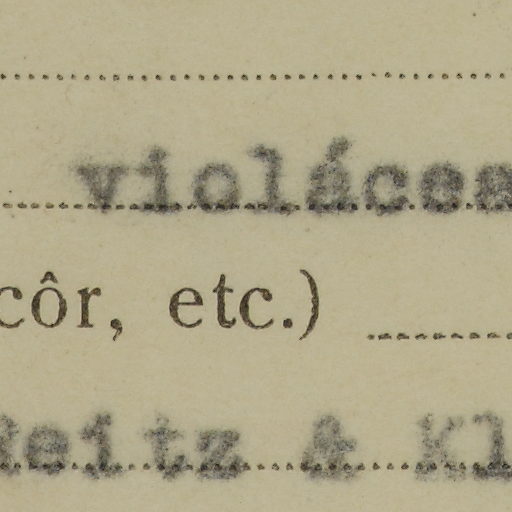 violácea
côr, etc.)
Reitz & Kl